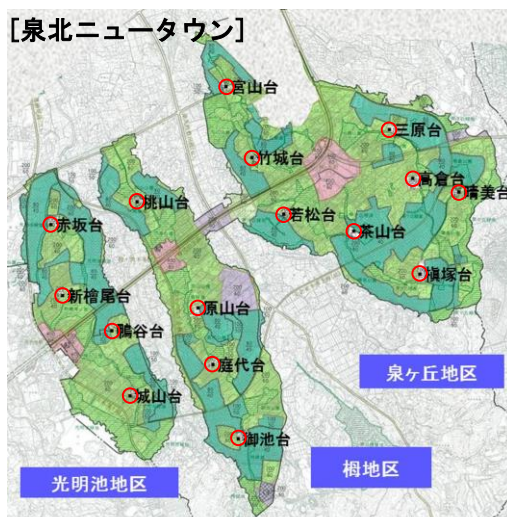 [泉北ニュータウン]
宮山台
三原台
竹城台
高倉台
晴美台
桃山台
若松台
赤坂台
茶山台
槇塚台
新檜尾台
原山台
鴨谷台
庭代台
泉ヶ丘地区
城山台
御池台
栂地区
光明池地区